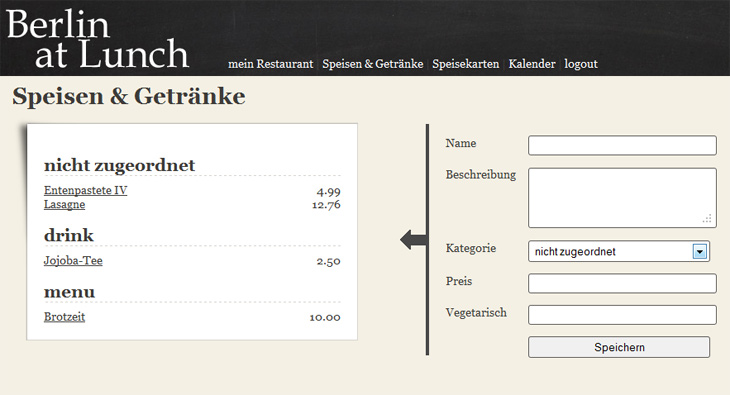 Berlin
at Lunch
mein Restaurant Speisen & Getränke Speisekarten Kalender logout
Speisen & Getränke
nicht zugeordnet
Entenpastete IV 4.99
Lasagne 12.76
drink
Jojoba-Tee 2.50
menu
Brotzeit 10.00
Name
Beschreibung
Kategorie nicht zugeordnet
Preis
Vegetarisch
Speichern